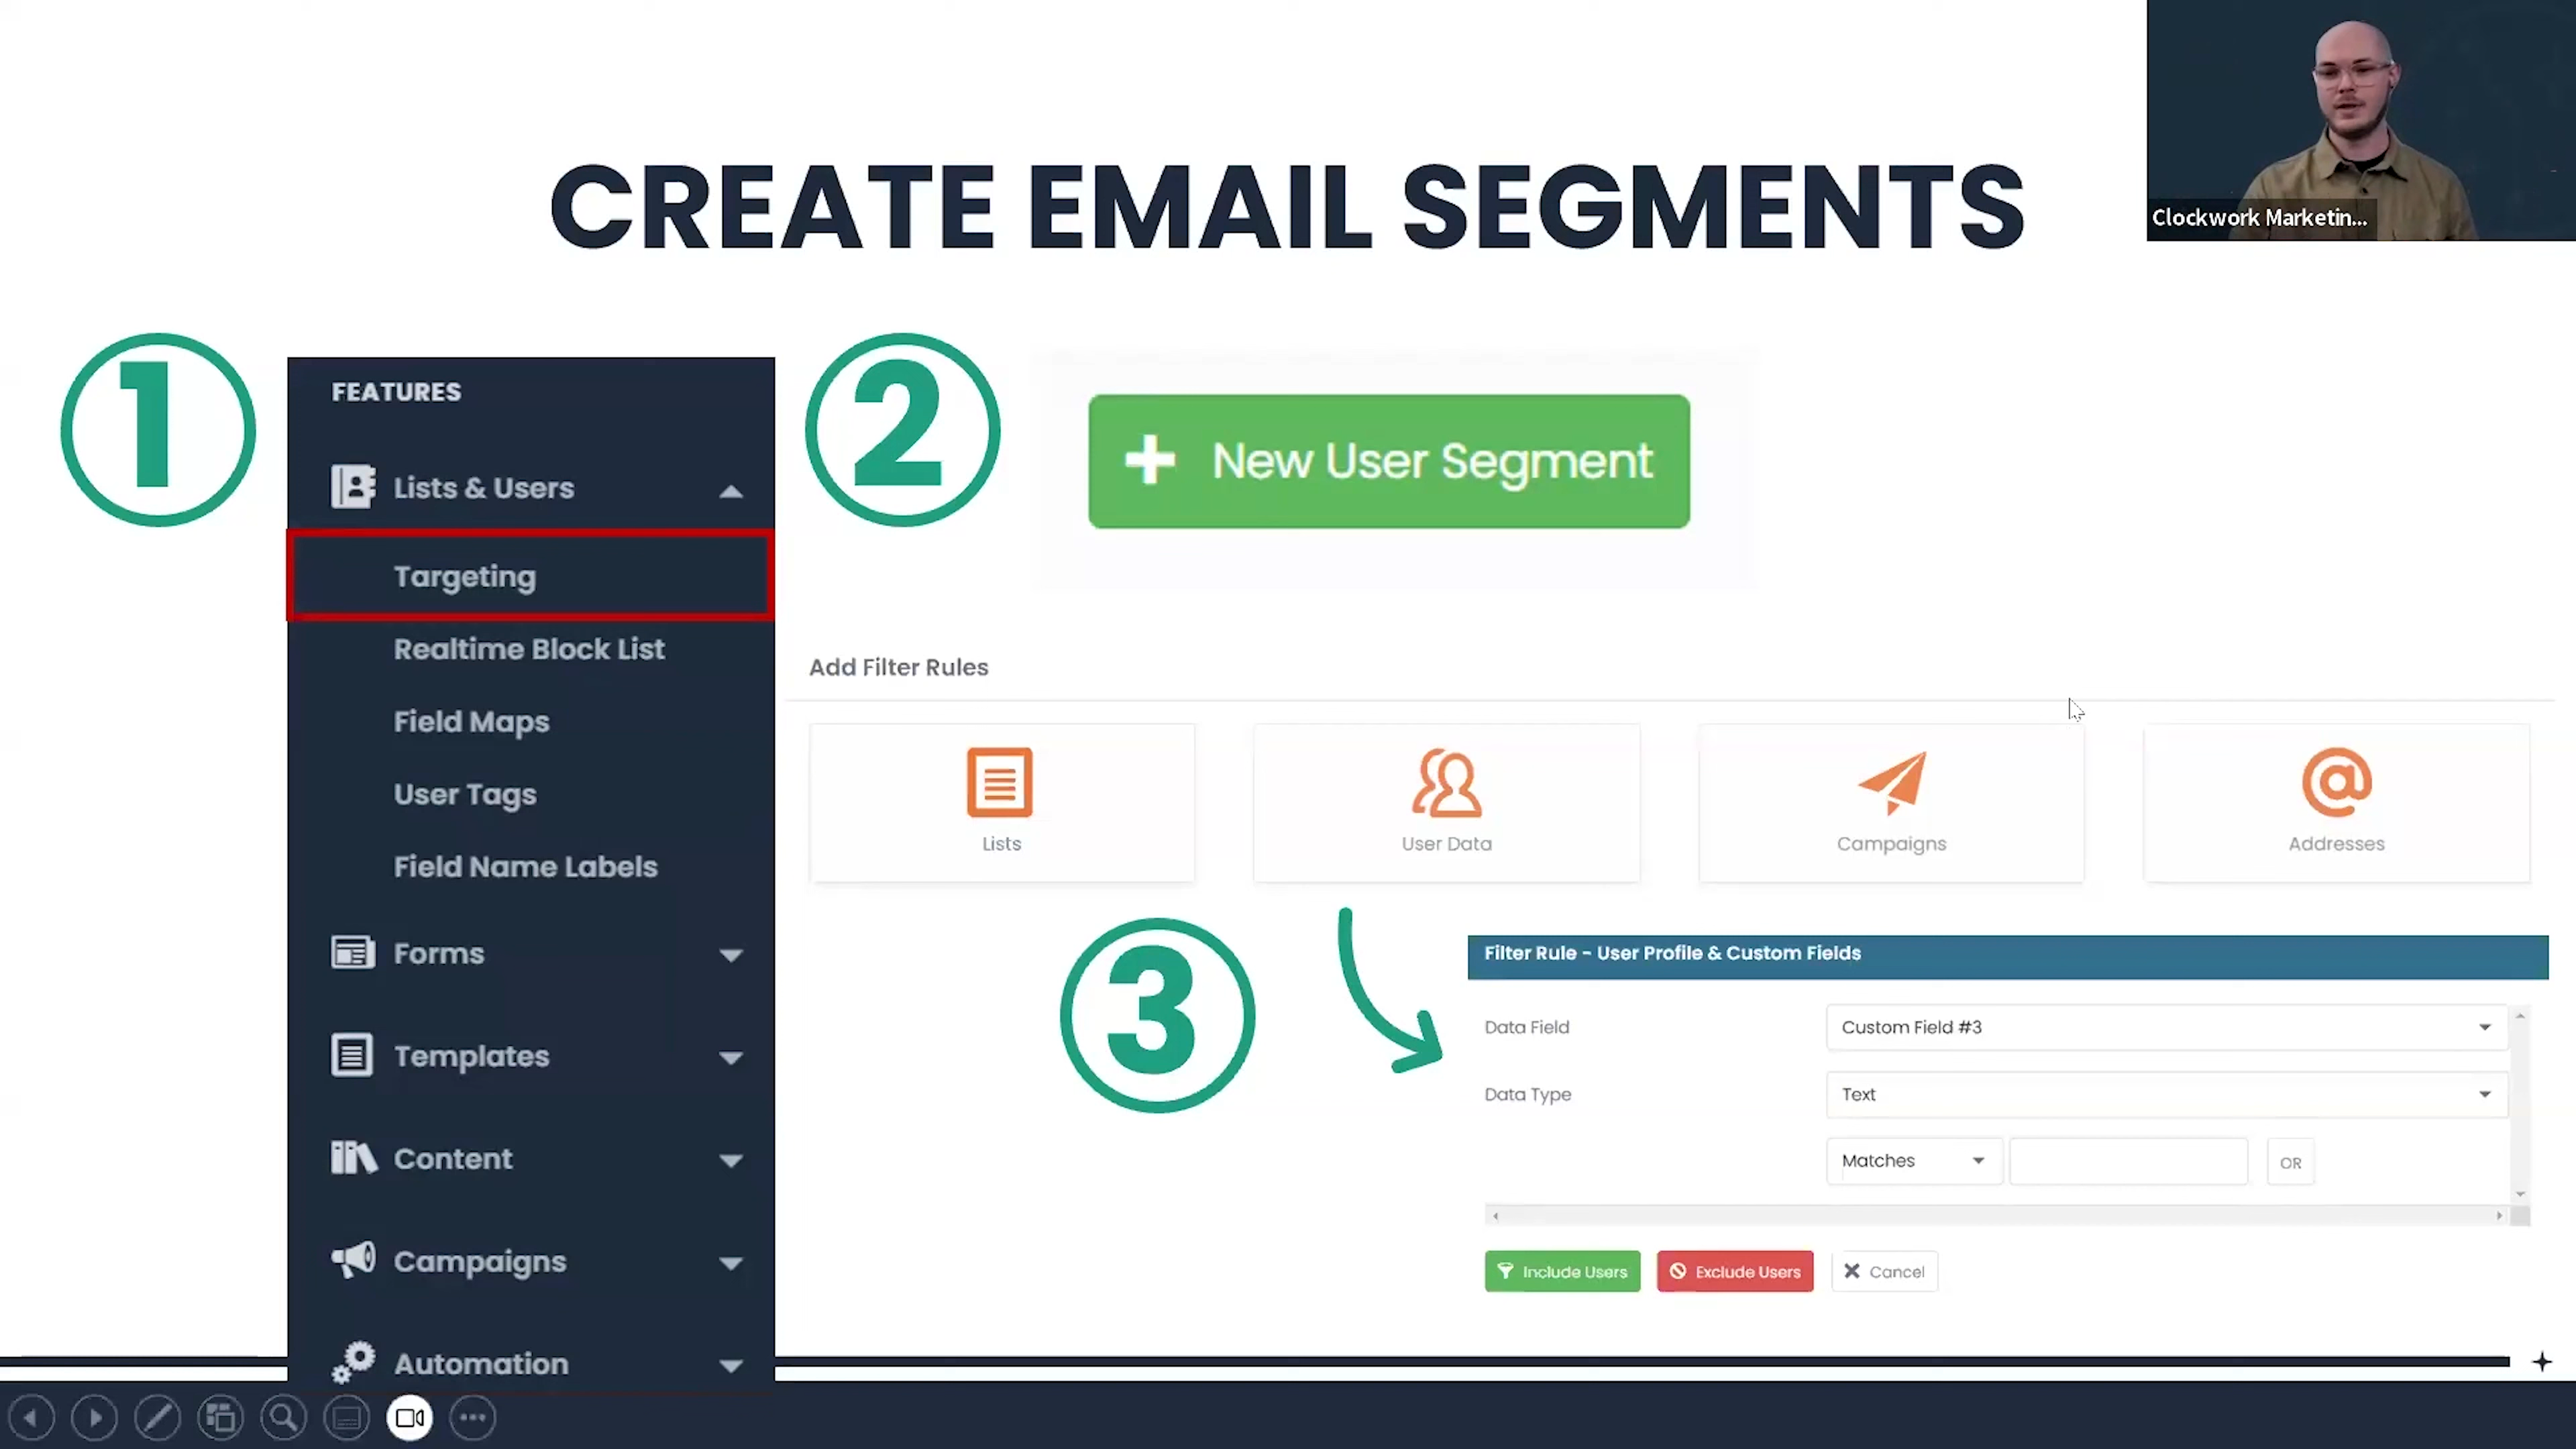 CREATE EMAIL SEGMENTS
Clockwork Marketin...
1
FEATURES
Lists & Users
Targeting
Realtime Block List
Field Maps
User Tags
Field Name Labels
Forms
Templates
Content
Campaigns
Automation
2
+ New User Segment
Add Filter Rules
Lists
User Data
Campaigns
Addresses
3
Filter Rule - User Profile & Custom Fields
Data Field
Custom Field #3
Data Type
Text
Matches
OR
Include Users
Exclude Users
Cancel